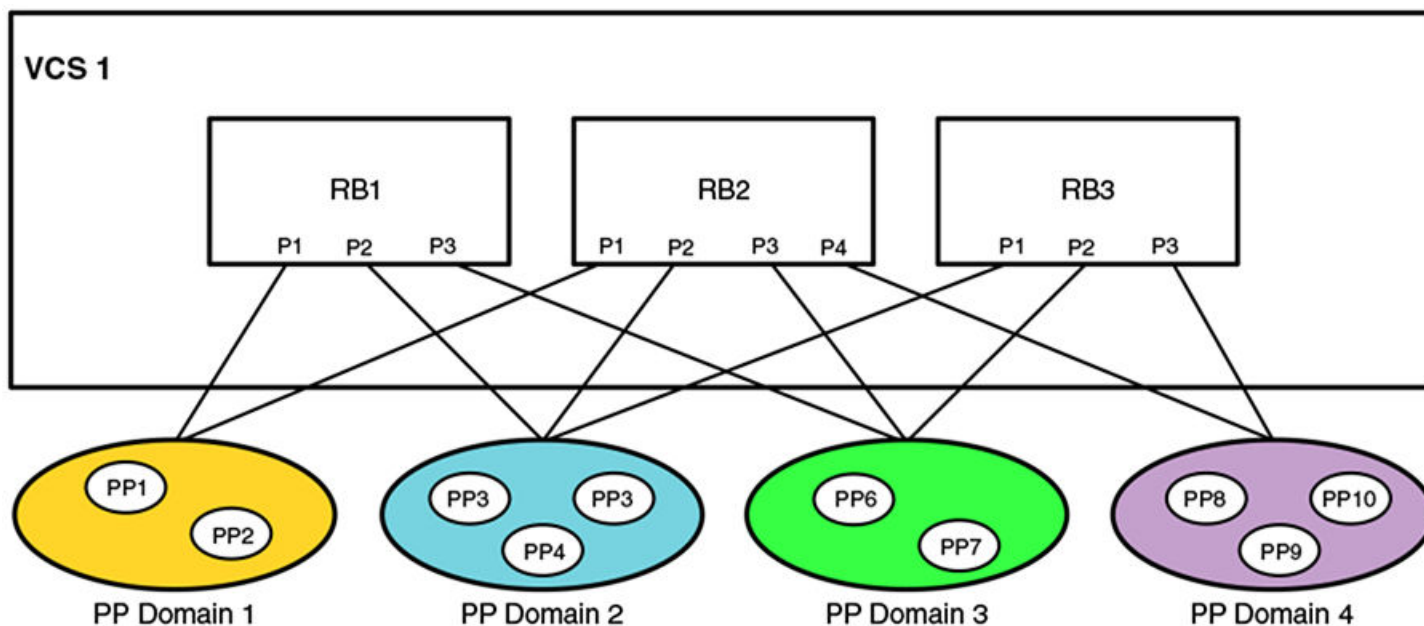 VCS 1
RB1 RB2 RB3
P1 P2 P3 P1 P2 P3 P4 P1 P2 P3
PP1 PP3 PP3 PP6 PP8 PP10
PP2 PP4 PP7 PP9
PP Domain 1 PP Domain 2 PP Domain 3 PP Domain 4